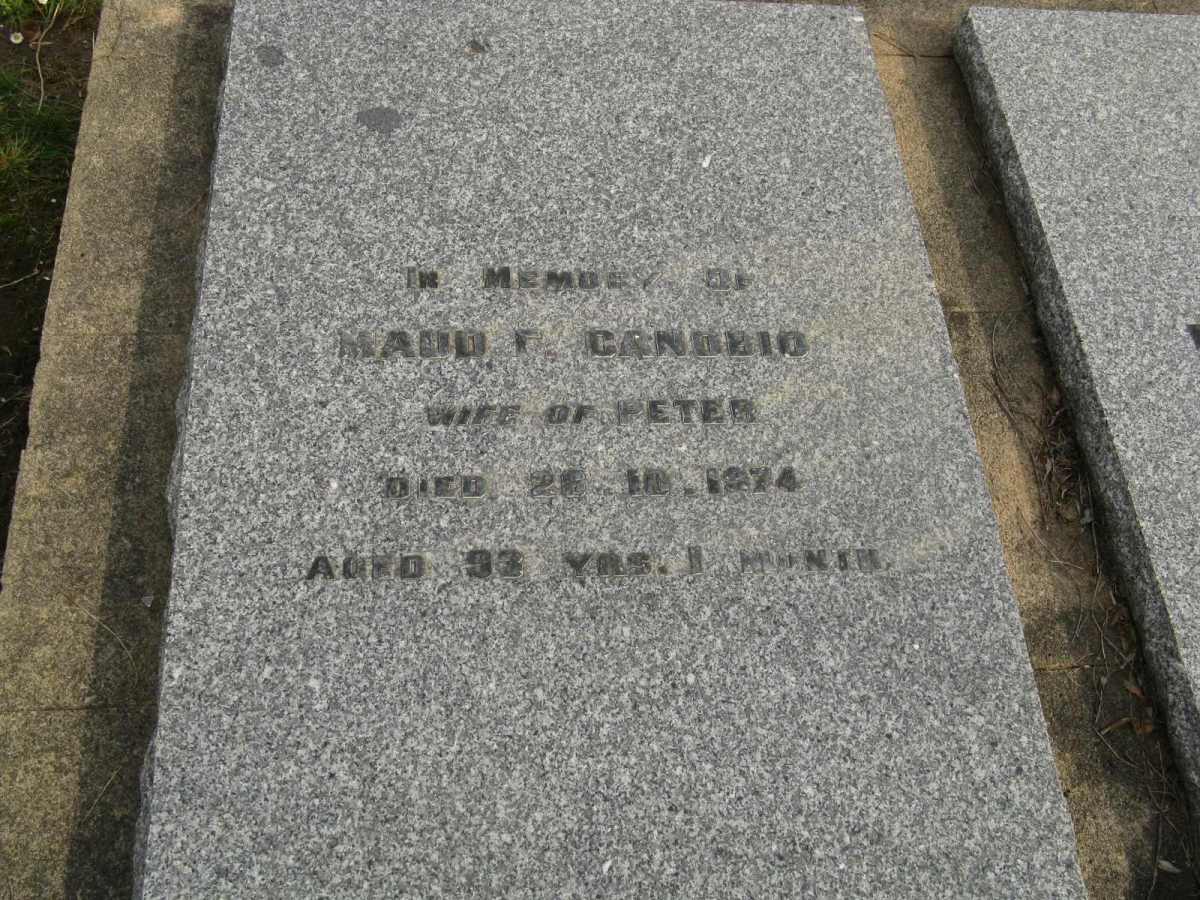 In Memory Of
MAUD. F. CANOBIO
WIFE OF PETER
DIED. 26.10.1974
AGED 93 YRS. 1 MONTH.